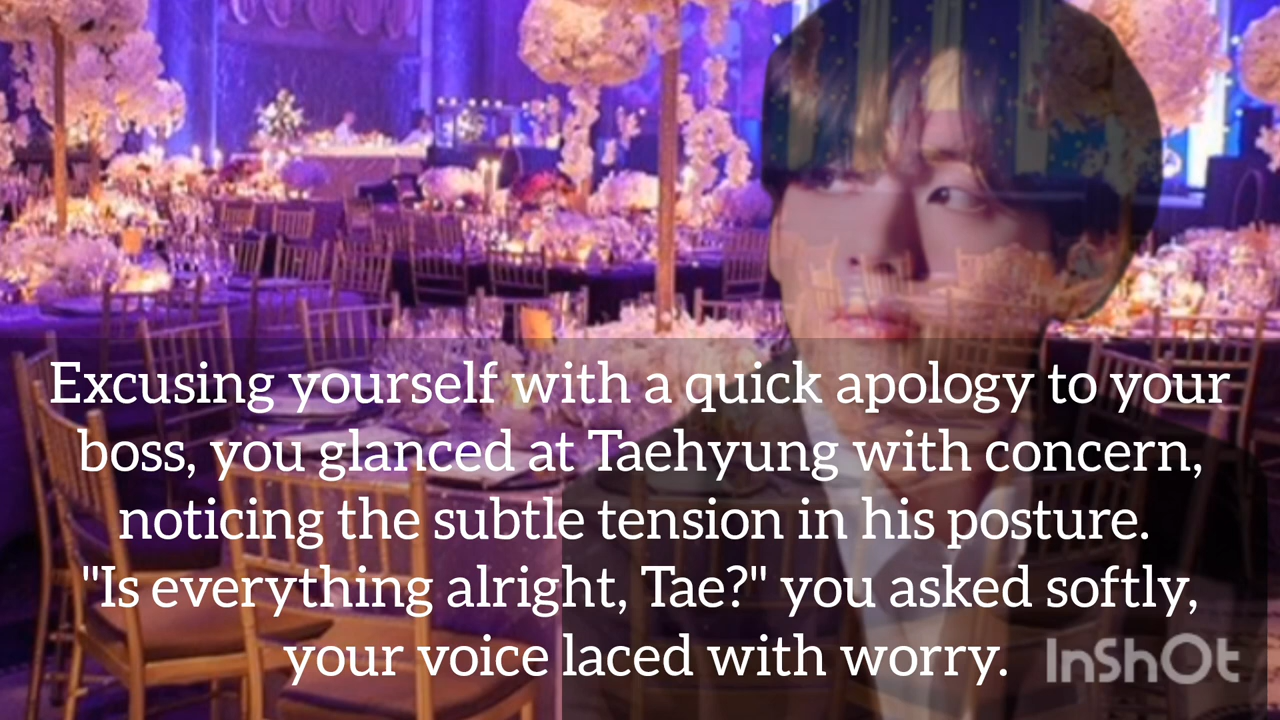 Excusing yourself with a quick apology to your
boss, you glanced at Taehyung with concern,
noticing the subtle tension in his posture.
"Is everything alright, Tae?" you asked softly,
your voice laced with worry.
InShOt